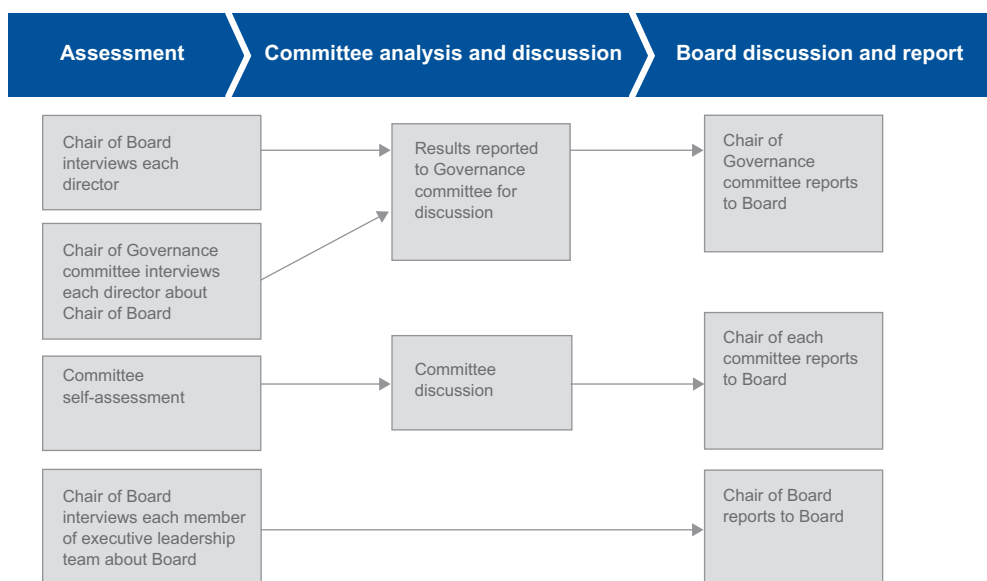 Assessment
Committee analysis and discussion
Board discussion and report
Chair of Board
interviews each
director
Results reported
to Governance
committee for
discussion
Chair of
Governance
committee reports
to Board
Chair of Governance
committee interviews
each director about
Chair of Board
Committee
self-assessment
Committee
discussion
Chair of each
committee reports
to Board
Chair of Board
interviews each member
of executive leadership
team about Board
Chair of Board
reports to Board